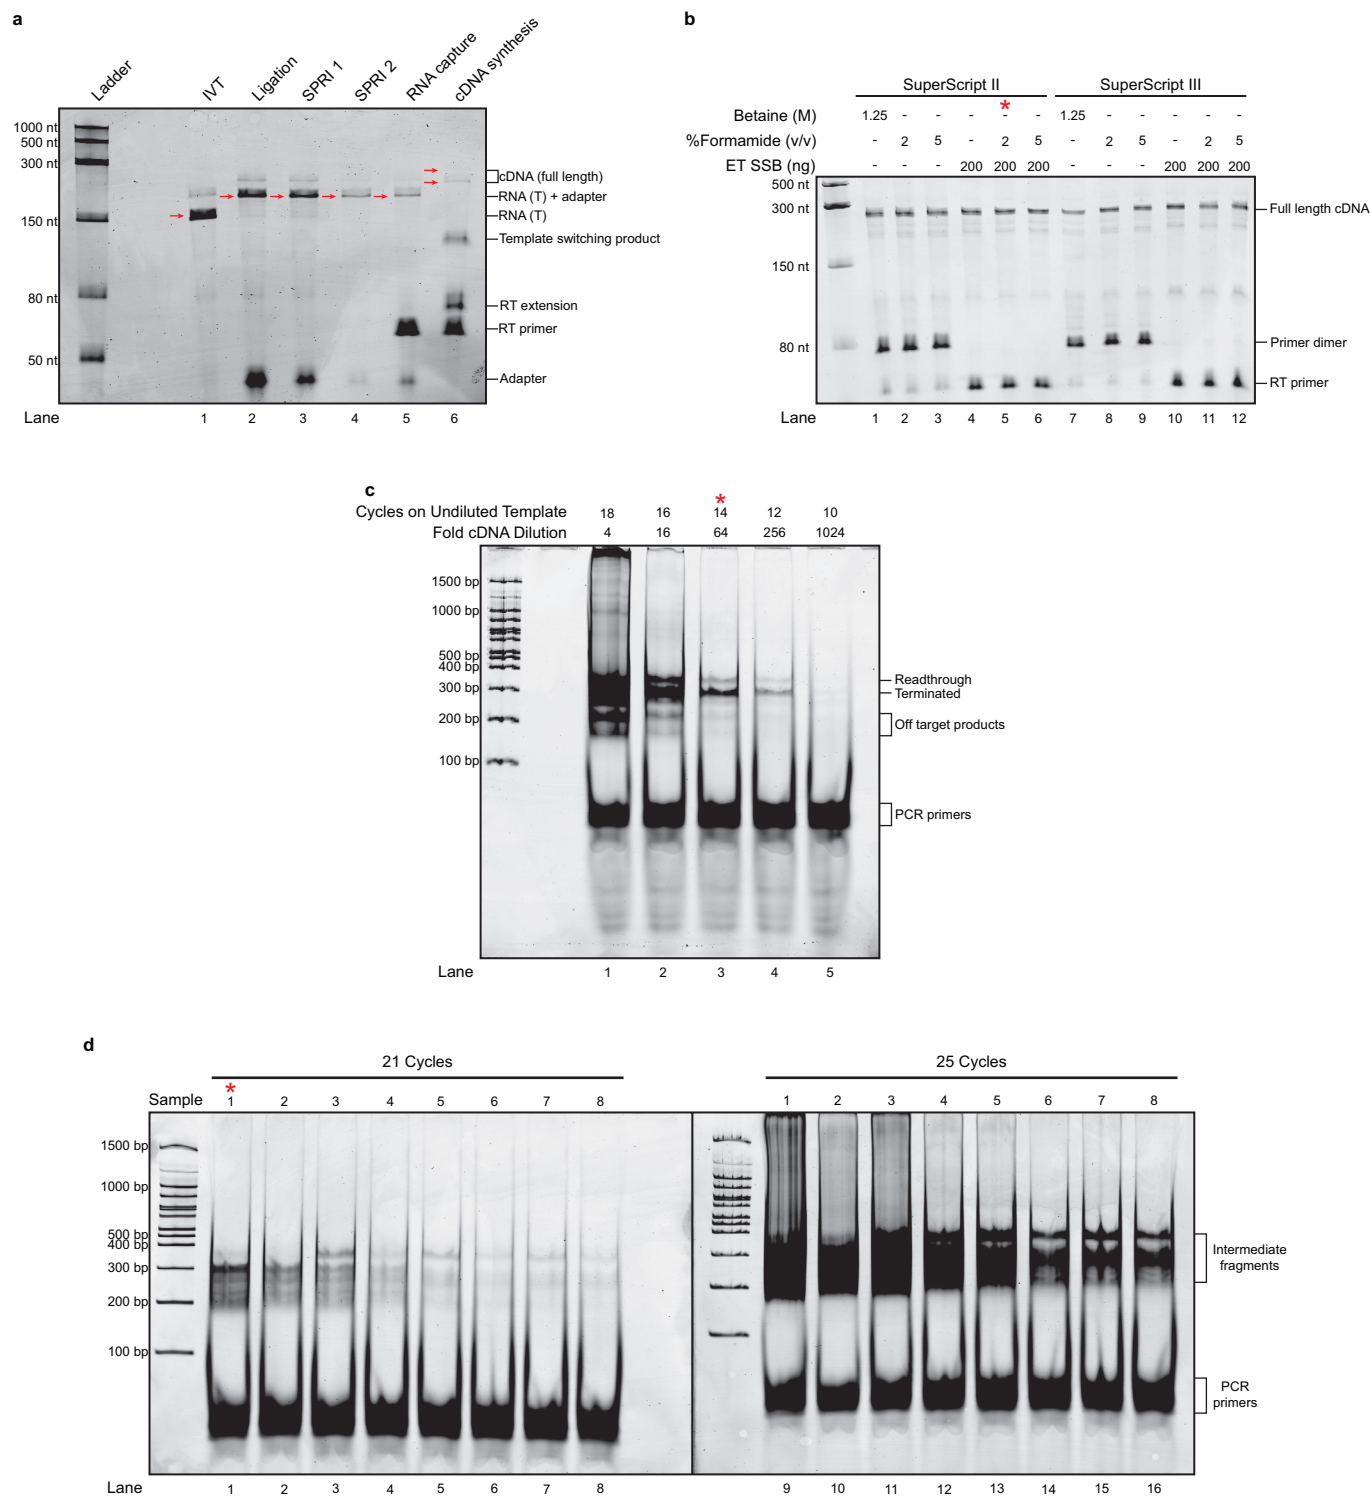 a
Ladder
IVT
Ligation
SPRI 1
SPRI 2
RNA capture
cDNA synthesis
1000 nt
500 nt
300 nt
150 nt
80 nt
50 nt
cDNA (full length)
RNA (T) + adapter
RNA (T)
Template switching product
RT extension
RT primer
Adapter
Lane 1 2 3 4 5 6
b
SuperScript II SuperScript III
*
Betaine (M) 1.25 - - - - - 1.25 - - - - -
%Formamide (v/v) - 2 5 - 2 5 - 2 5 - 2 5
ET SSB (ng) - - - 200 200 200 - - - 200 200 200
500 nt
300 nt
150 nt
80 nt
Full length cDNA
Primer dimer
RT primer
Lane 1 2 3 4 5 6 7 8 9 10 11 12
c
*
Cycles on Undiluted Template 18 16 14 12 10
Fold cDNA Dilution 4 16 64 256 1024
1500 bp
1000 bp
500 bp
400 bp
300 bp
200 bp
100 bp
Readthrough
Terminated
Off target products
PCR primers
Lane 1 2 3 4 5
d
21 Cycles 25 Cycles
*
Sample 1 2 3 4 5 6 7 8 1 2 3 4 5 6 7 8
1500 bp
1000 bp
500 bp
400 bp
300 bp
200 bp
100 bp
Intermediate
fragments
PCR
primers
Lane 1 2 3 4 5 6 7 8 9 10 11 12 13 14 15 16